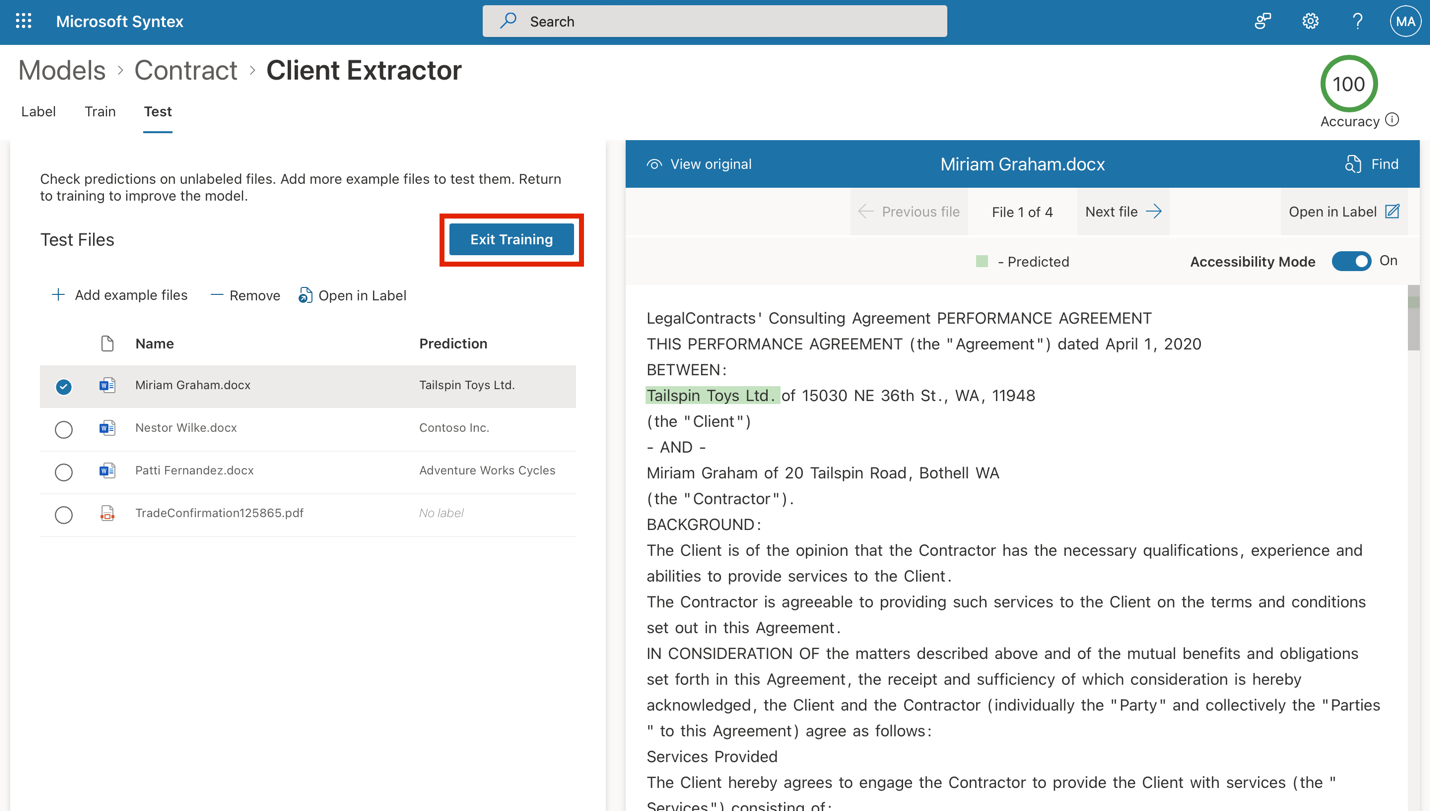 Microsoft Syntex
Search
MA
Models > Contract > Client Extractor
100
Accuracy
Label Train Test
Check predictions on unlabeled files. Add more example files to test them. Return
to training to improve the model.
Test Files
Exit Training
+ Add example files
— Remove
Open in Label
Name Prediction
Miriam Graham.docx Tailspin Toys Ltd.
Nestor Wilke.docx Contoso Inc.
Patti Fernandez.docx Adventure Works Cycles
TradeConfirmation125865.pdf No label
View original
Miriam Graham.docx
Find
Previous file
File 1 of 4
Next file
Open in Label
- Predicted
Accessibility Mode
On
LegalContracts' Consulting Agreement PERFORMANCE AGREEMENT
THIS PERFORMANCE AGREEMENT (the "Agreement") dated April 1, 2020
BETWEEN:
Tailspin Toys Ltd. of 15030 NE 36th St., WA, 11948
(the "Client")
- AND -
Miriam Graham of 20 Tailspin Road, Bothell WA
(the "Contractor").
BACKGROUND:
The Client is of the opinion that the Contractor has the necessary qualifications, experience and
abilities to provide services to the Client.
The Contractor is agreeable to providing such services to the Client on the terms and conditions
set out in this Agreement.
IN CONSIDERATION OF the matters described above and of the mutual benefits and obligations
set forth in this Agreement, the receipt and sufficiency of which consideration is hereby
acknowledged, the Client and the Contractor (individually the "Party" and collectively the "Parties
" to this Agreement) agree as follows:
Services Provided
The Client hereby agrees to engage the Contractor to provide the Client with services (the "
Services") consisting of: